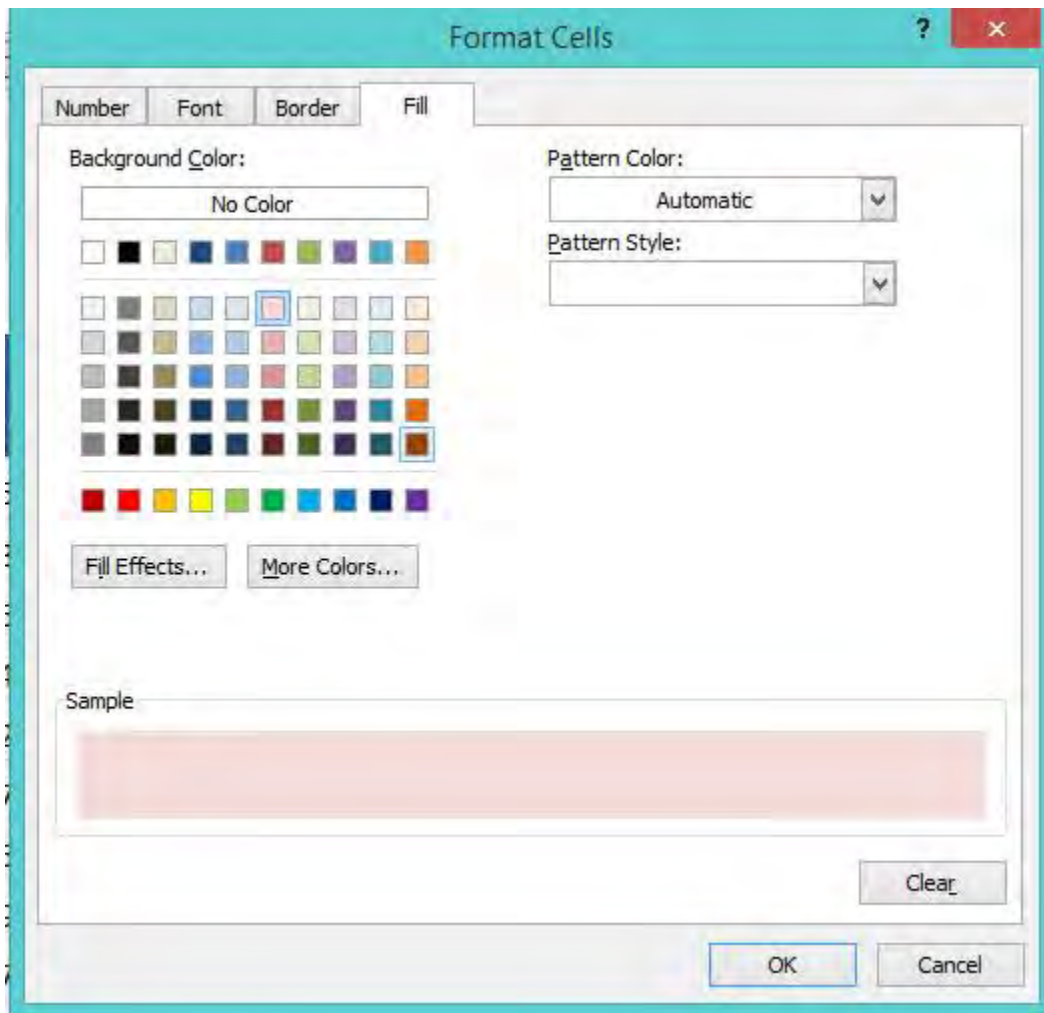 Format Cells
?
Number Font Border Fill
Background Color:
No Color
Pattern Color:
Automatic
Pattern Style:
Fill Effects...
More Colors...
Sample
Clear
OK
Cancel